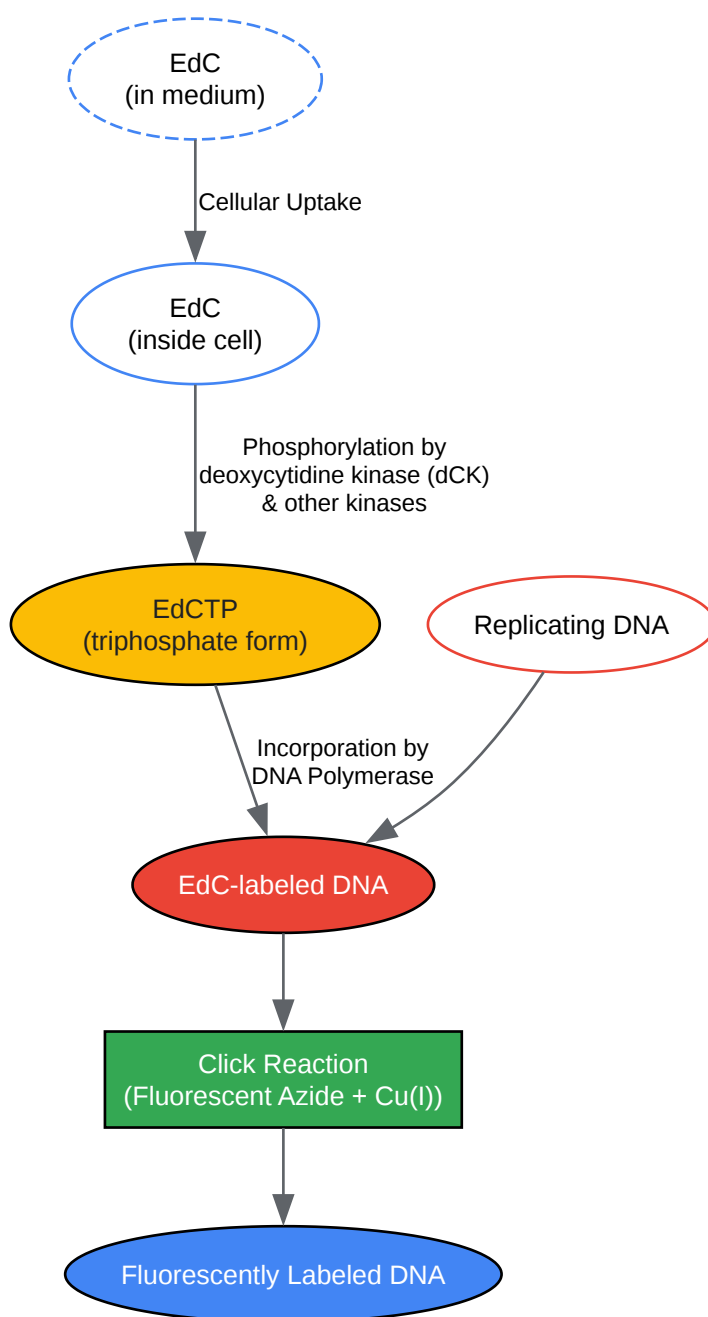 EdC
(in medium)
Cellular Uptake
EdC
(inside cell)
Phosphorylation by
deoxycytidine kinase (dCK)
& other kinases
EdCTP
(triphosphate form)
Replicating DNA
Incorporation by
DNA Polymerase
EdC-labeled DNA
Click Reaction
(Fluorescent Azide + Cu(I))
Fluorescently Labeled DNA